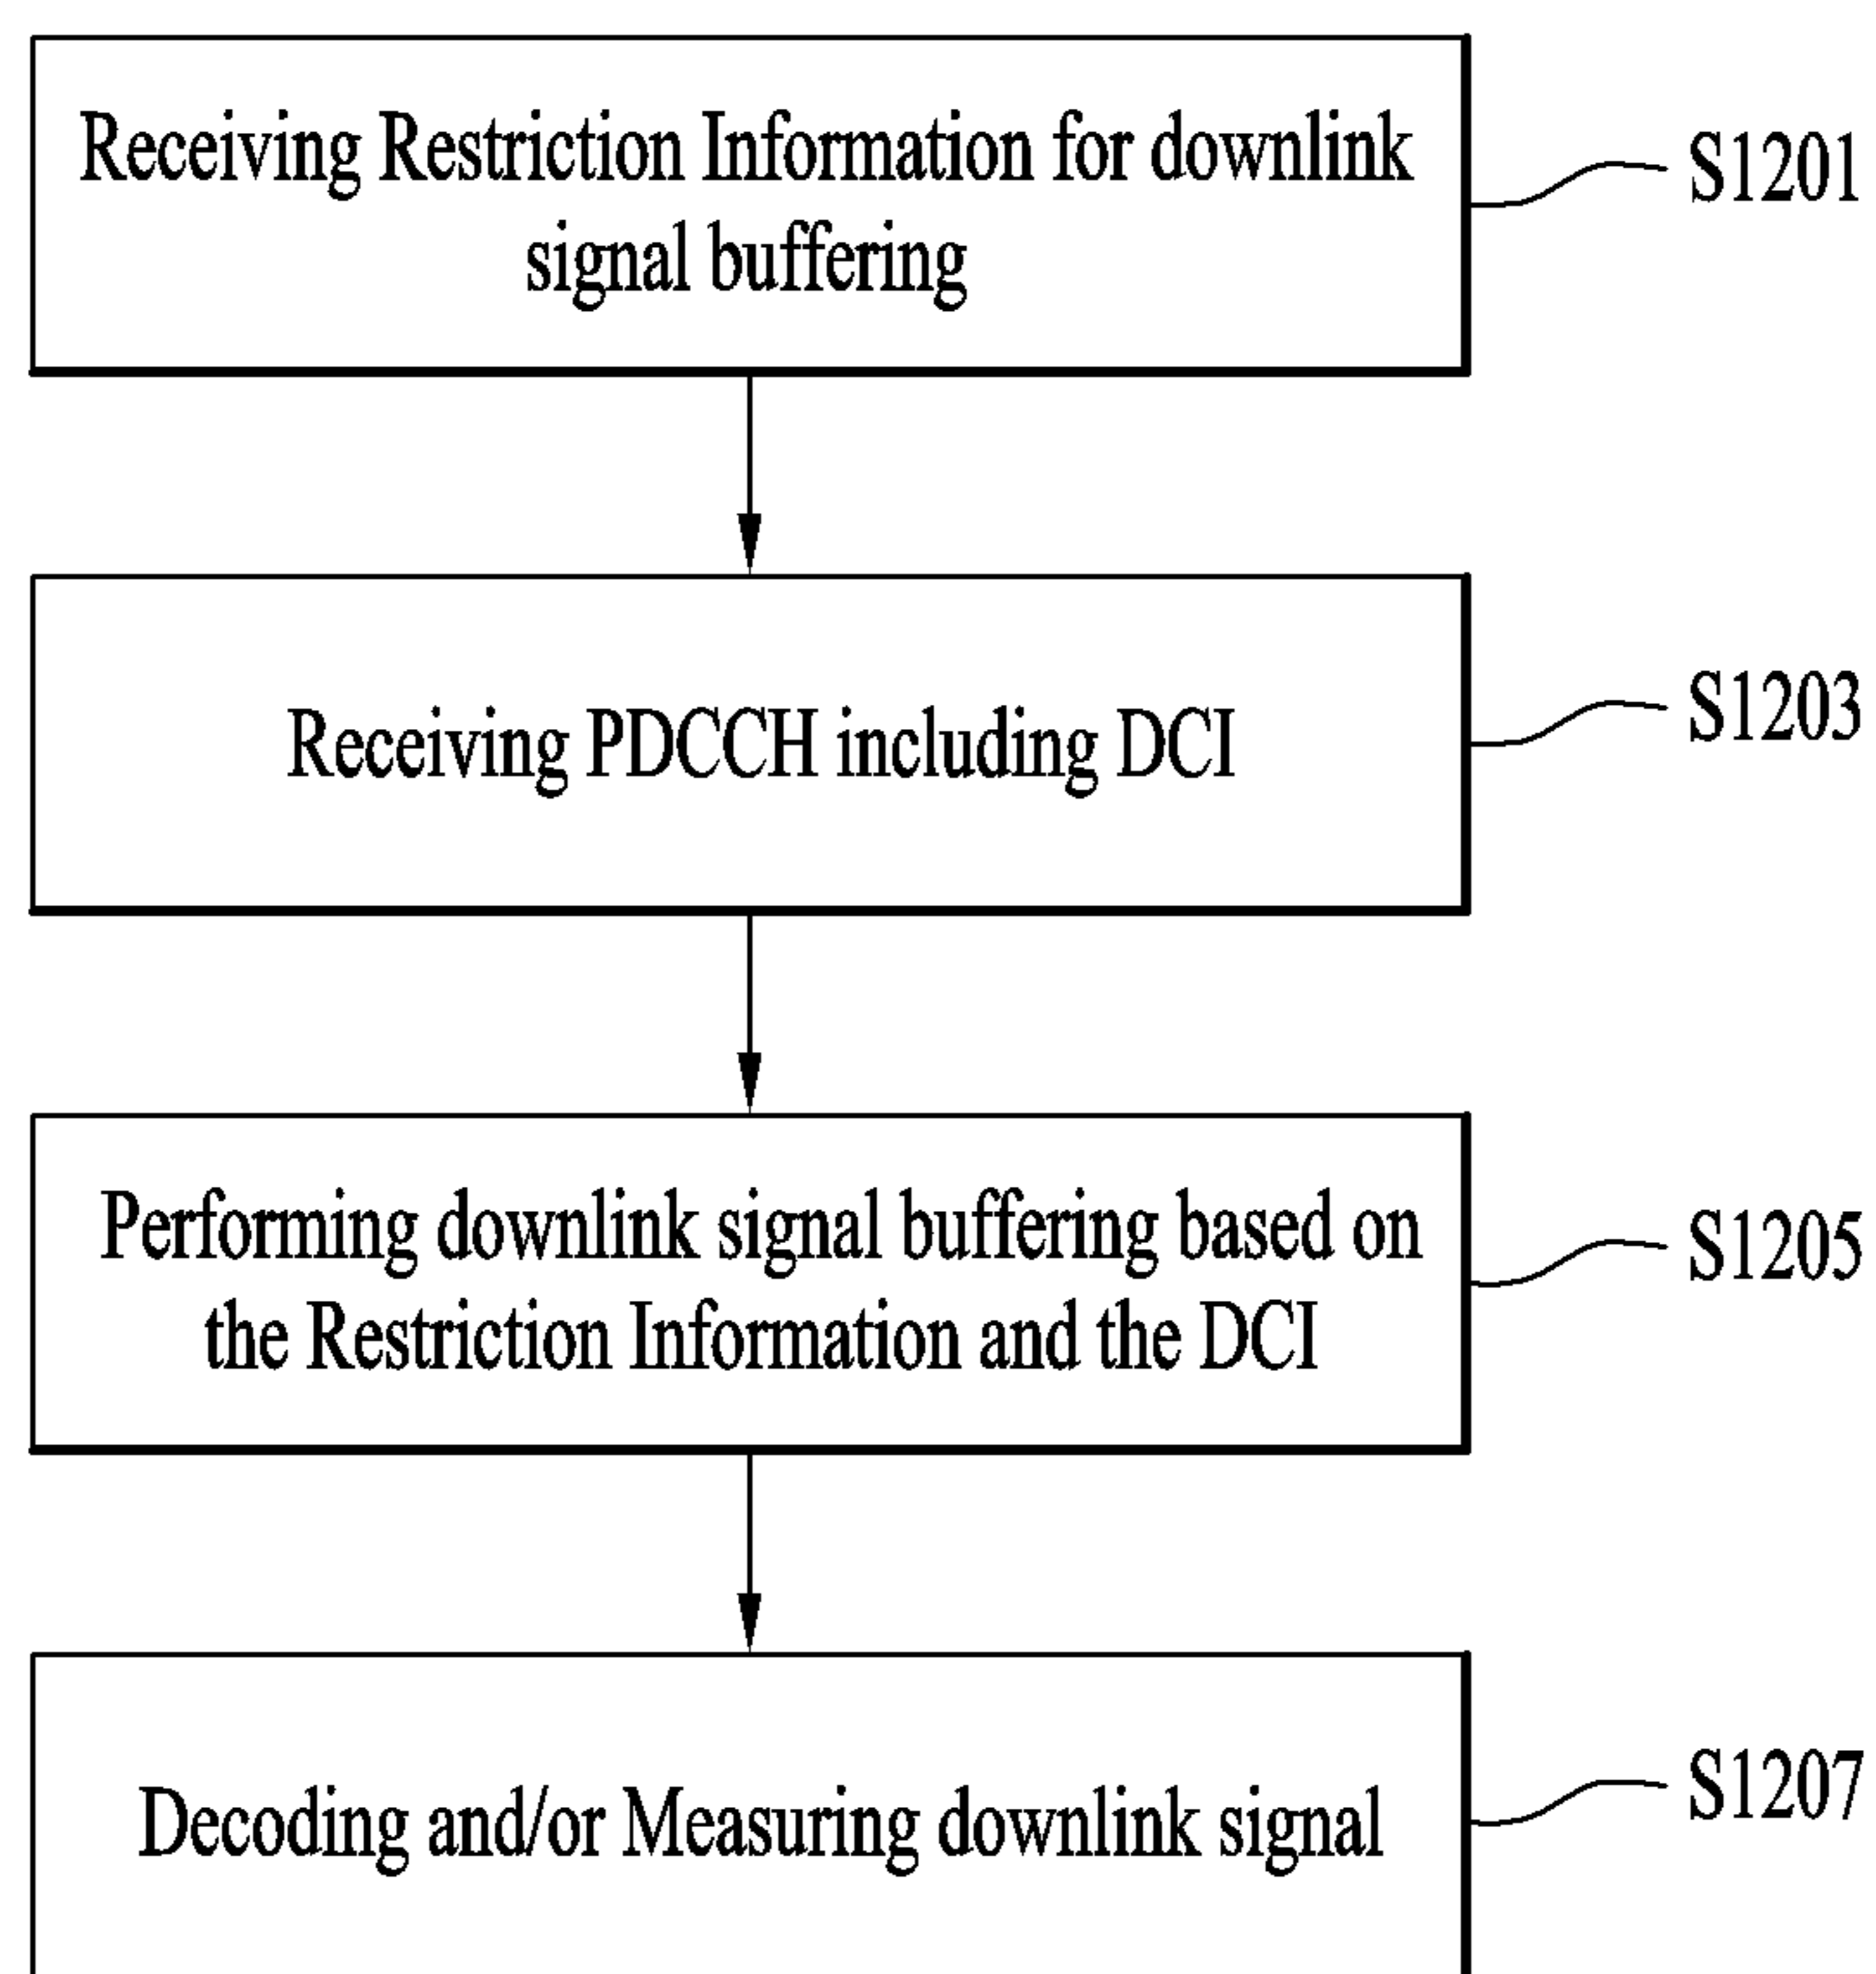 Receiving Restriction Information for downlink
signal buffering
S1201
Receiving PDCCH including DCI
S1203
Performing downlink signal buffering based on
the Restriction Information and the DCI
S1205
Decoding and/or Measuring downlink signal
S1207